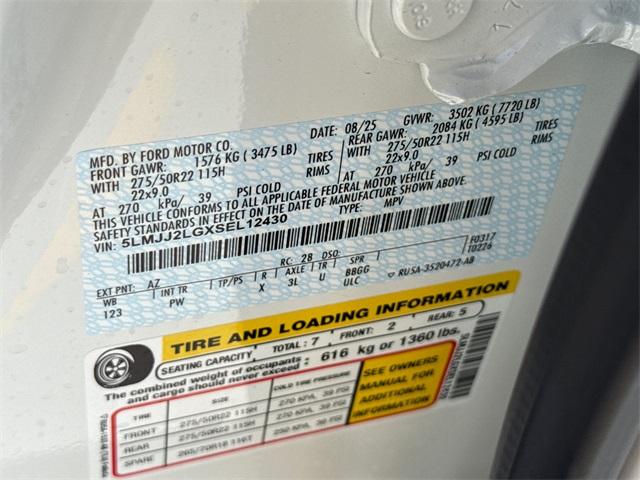 MFD. BY FORD MOTOR CO.
DATE: 08/25
GVWR: 3502 KG ( 7720 LB)
FRONT GAWR: 1576 KG ( 3475 LB)
REAR GAWR: 2084 KG ( 4595 LB)
WITH 275/50R22 115H TIRES
275/50R22 115H TIRES
22x9.0 RIMS
22x9.0 RIMS
AT 270 kPa/ 39 PSI COLD
AT 270 kPa/ 39 PSI COLD
THIS VEHICLE CONFORMS TO ALL APPLICABLE FEDERAL MOTOR VEHICLE
SAFETY STANDARDS IN EFFECT ON THE DATE OF MANUFACTURE SHOWN ABOVE.
VIN: 5LMJJ2LGXSEL12430
TYPE: MPV
F0317
T0226
EXT PNT: AZ
RC: 28 DSO:
WB INT TR TP/PS R AXLE TR SPR
123 PW X 3L U BBGG
ULC
RU5A-3520472-AB
TIRE AND LOADING INFORMATION
SEATING CAPACITY TOTAL: 7 FRONT: 2 REAR: 5
The combined weight of occupants
and cargo should never exceed: 616 kg or 1360 lbs.
TIRE SIZE COLD TIRE PRESSURE
FRONT 275/50R22 115H 270 KPA, 39 PSI
REAR 275/50R22 115H 270 KPA, 39 PSI
SPARE
SEE OWNERS
MANUAL FOR
ADDITIONAL
INFORMATION